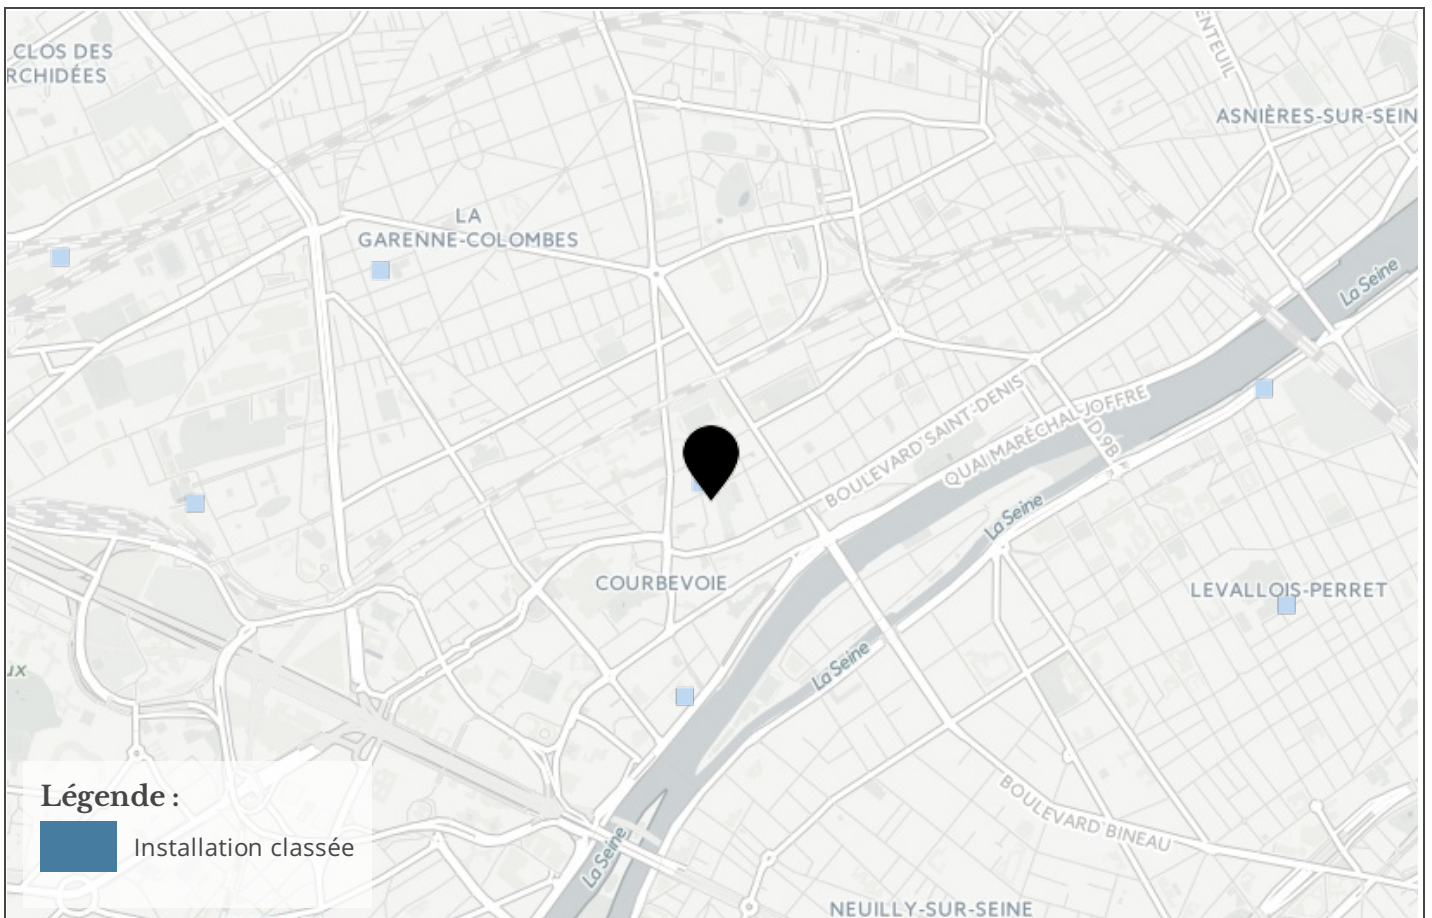 CLOS DES
RCHIDÉES
ENTEUIL
ASNIÈRES-SUR-SEIN
LA
GARENNE-COLOMBES
La Seine
BOULEVARD SAINT-DENIS
QUAI MARÉCHAL JOFFRE
D 9B
La Seine
COURBEVOIE
LEVALLOIS-PERRET
La Seine
UX
Légende :
Installation classée
BOULEVARD BINEAU
La Seine
NEUILLY-SUR-SEINE